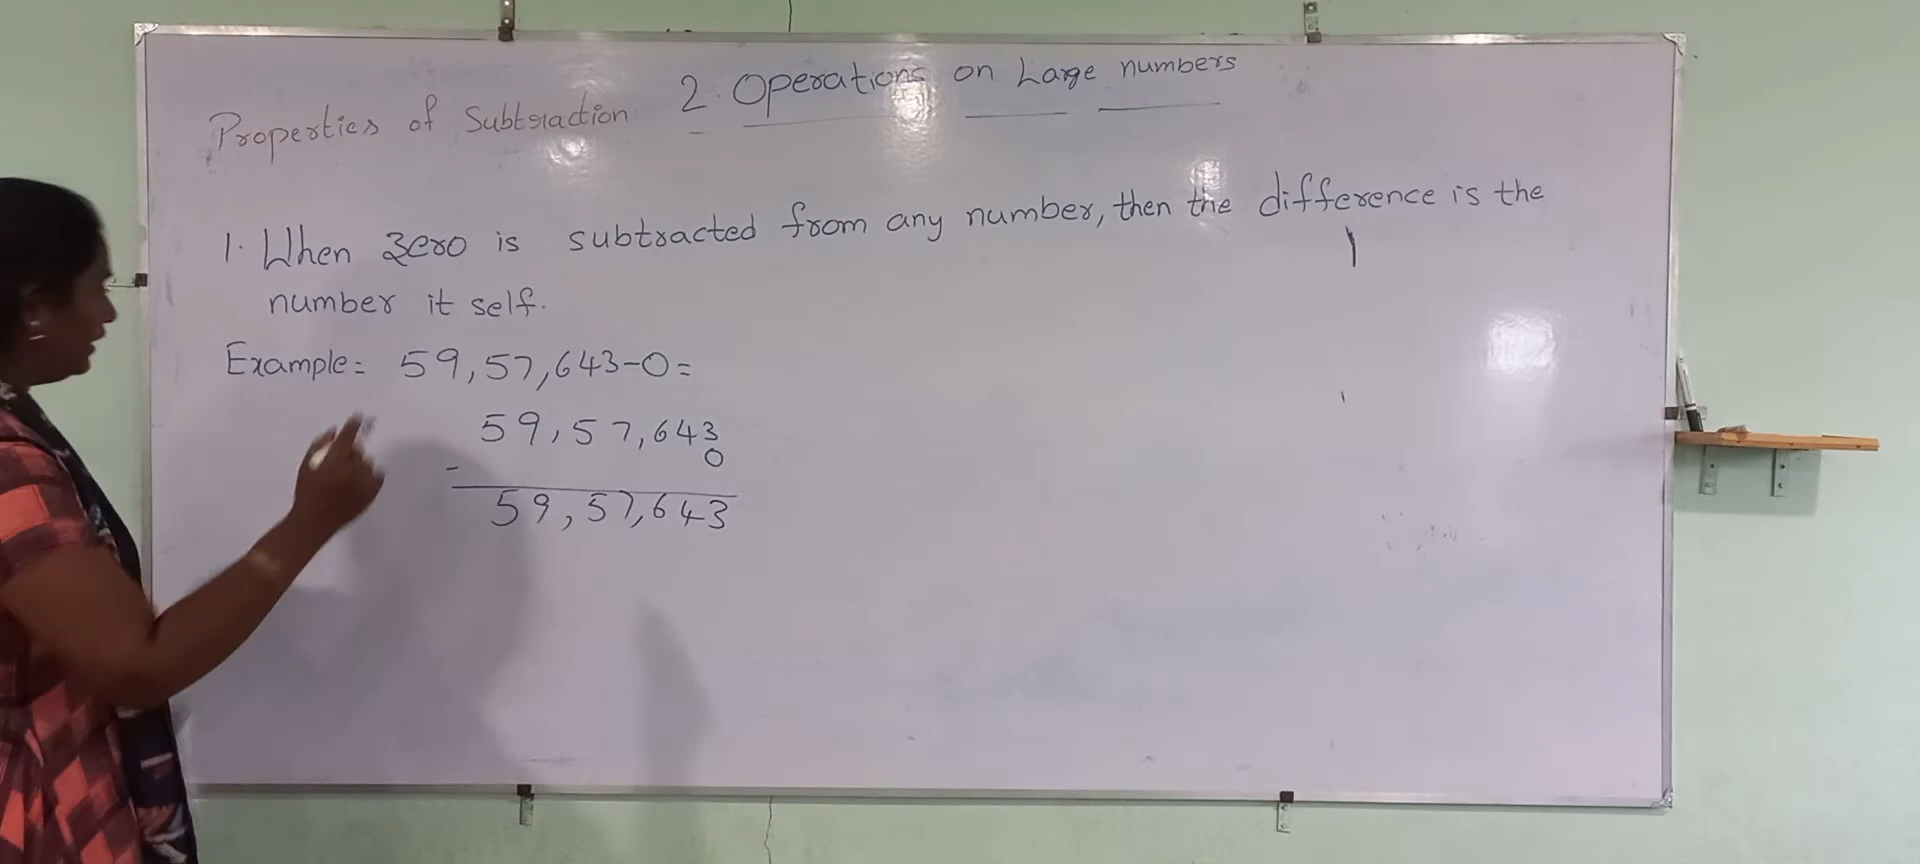 2. Operations on Large numbers
Properties of Subtraction:
1. When zero is subtracted from any number, then the difference is the
number it self.
Example = 59,57,643-0=
59,57,643
- 0
59,57,643